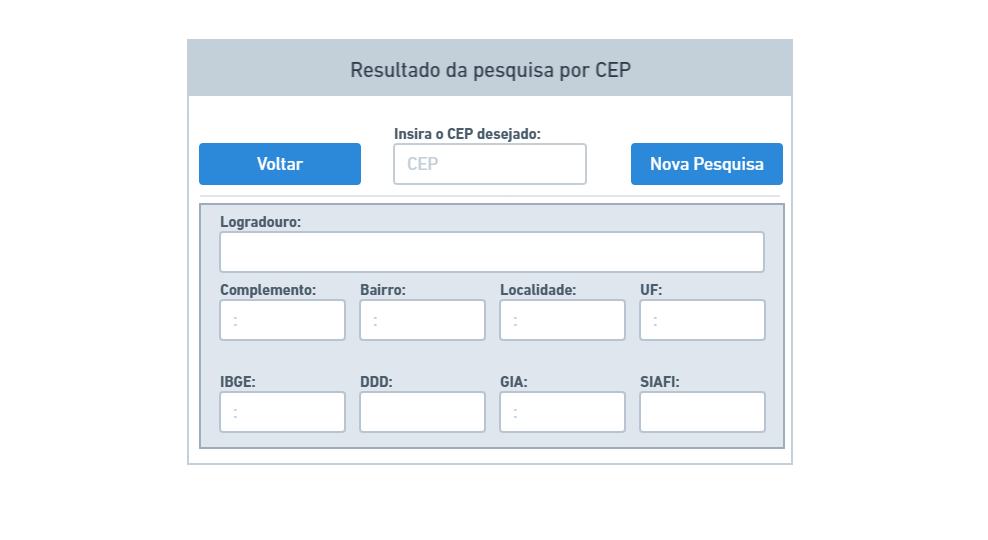 Resultado da pesquisa por CEP
Insira o CEP desejado:
Voltar
CEP
Nova Pesquisa
Logradouro:
Complemento: Bairro: Localidade: UF:
: : : :
IBGE: DDD: GIA: SIAFI:
: :